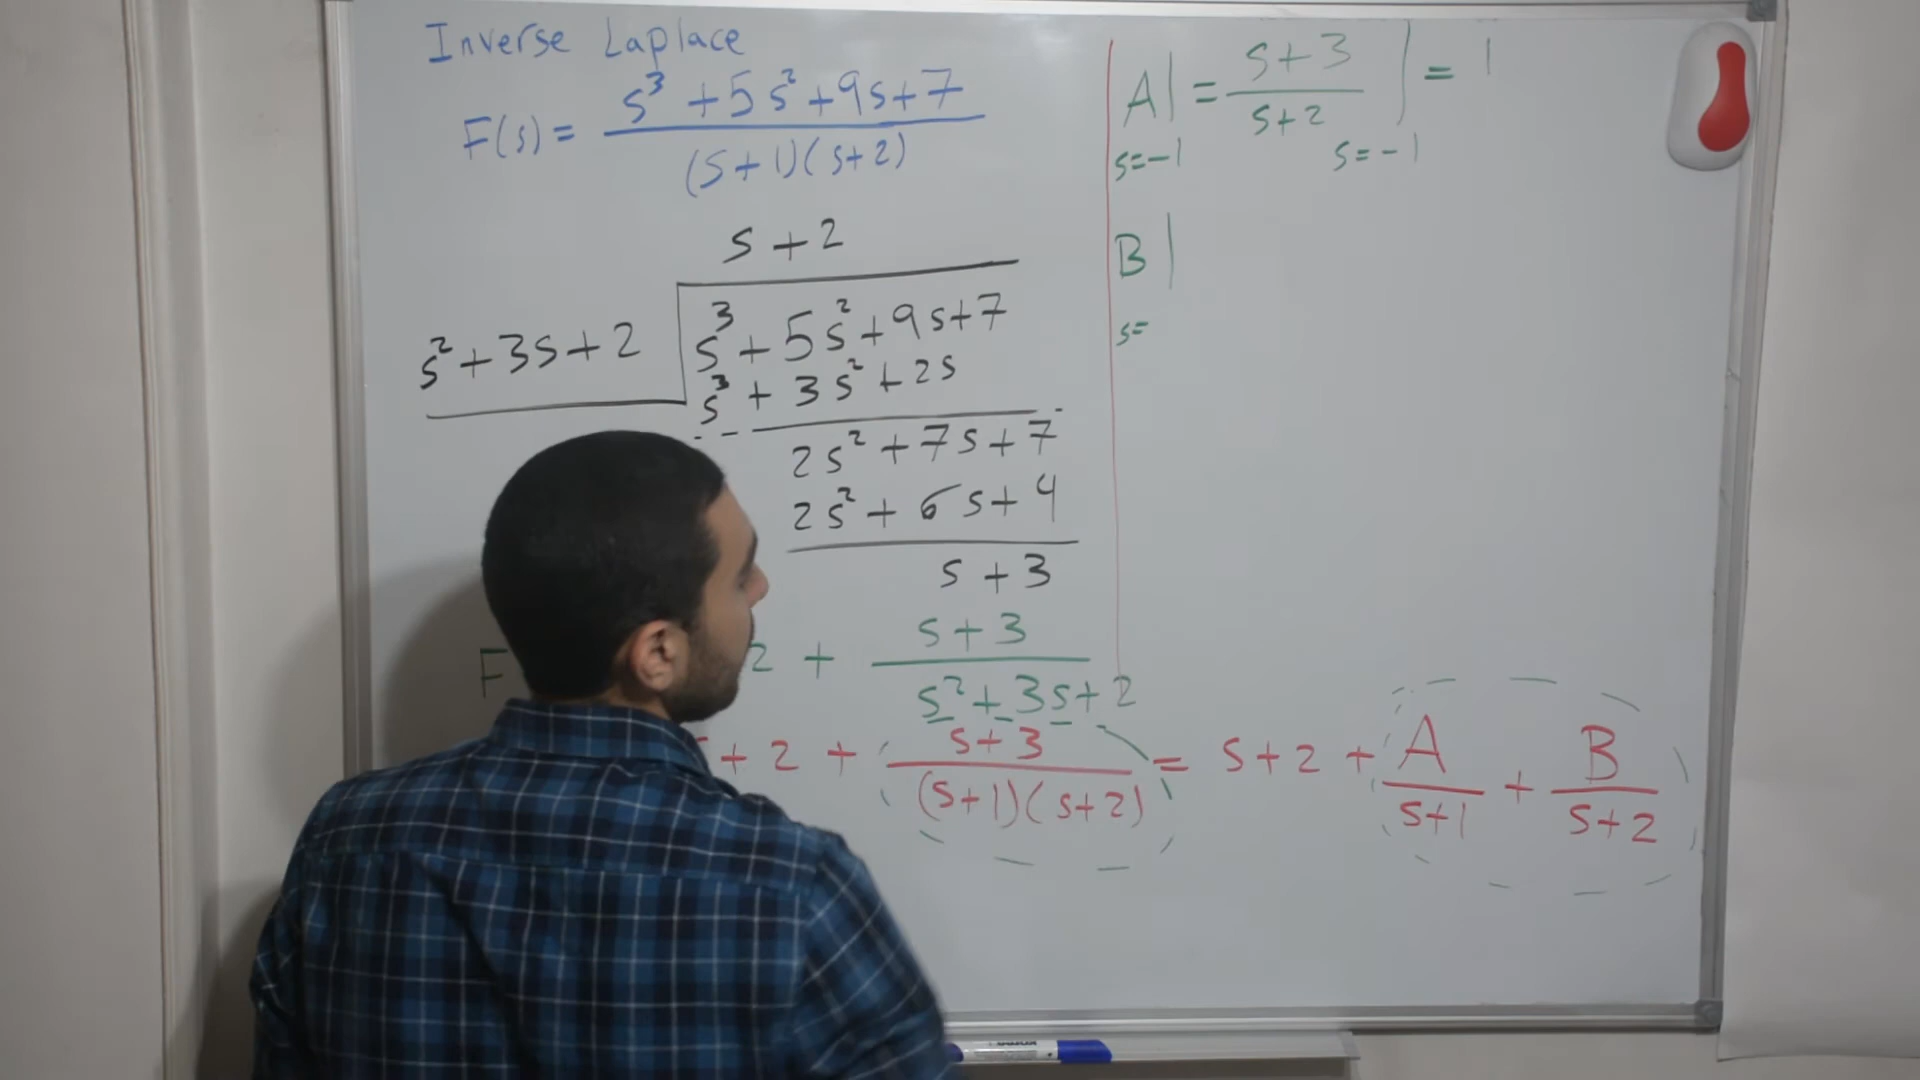 Inverse Laplace
F(s) = s³ + 5s² + 9s + 7 / (s+1)(s+2)
s + 2
s² + 3s + 2
s³ + 5s² + 9s + 7
s³ + 3s² + 2s
2s² + 7s + 7
2s² + 6s + 4
s + 3
F 2 + s + 3 / s² + 3s + 2
+ 2 + s + 3 / (s+1)(s+2) = s + 2 + A / s+1 + B / s+2
A| = s+3 / s+2 | = 1
s=-1 s=-1
B|
s=